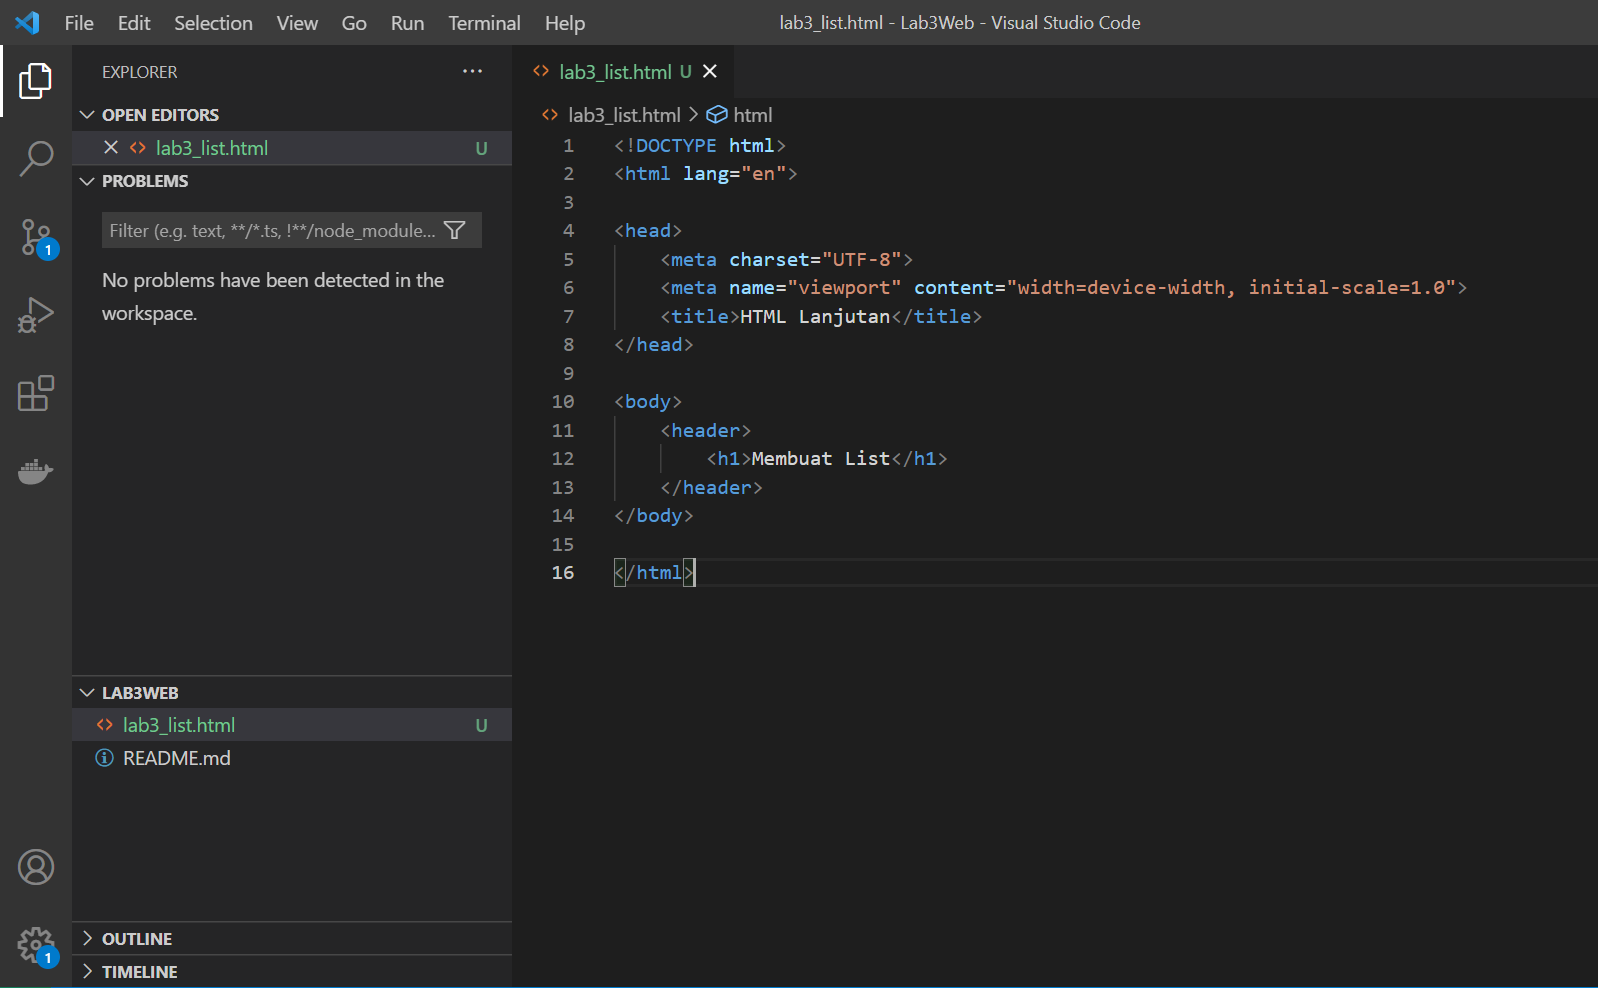 File Edit Selection View Go Run Terminal Help lab3_list.html - Lab3Web - Visual Studio Code
EXPLORER ···
OPEN EDITORS
lab3_list.html U
PROBLEMS
Filter (e.g. text, **/*.ts, !**/node_module...
No problems have been detected in the
workspace.
1
LAB3WEB
lab3_list.html U
README.md
OUTLINE
1
TIMELINE
lab3_list.html U
lab3_list.html > html
1 <!DOCTYPE html>
2 <html lang="en">
3
4 <head>
5     <meta charset="UTF-8">
6     <meta name="viewport" content="width=device-width, initial-scale=1.0">
7     <title>HTML Lanjutan</title>
8 </head>
9
10 <body>
11     <header>
12         <h1>Membuat List</h1>
13     </header>
14 </body>
15
16 </html>